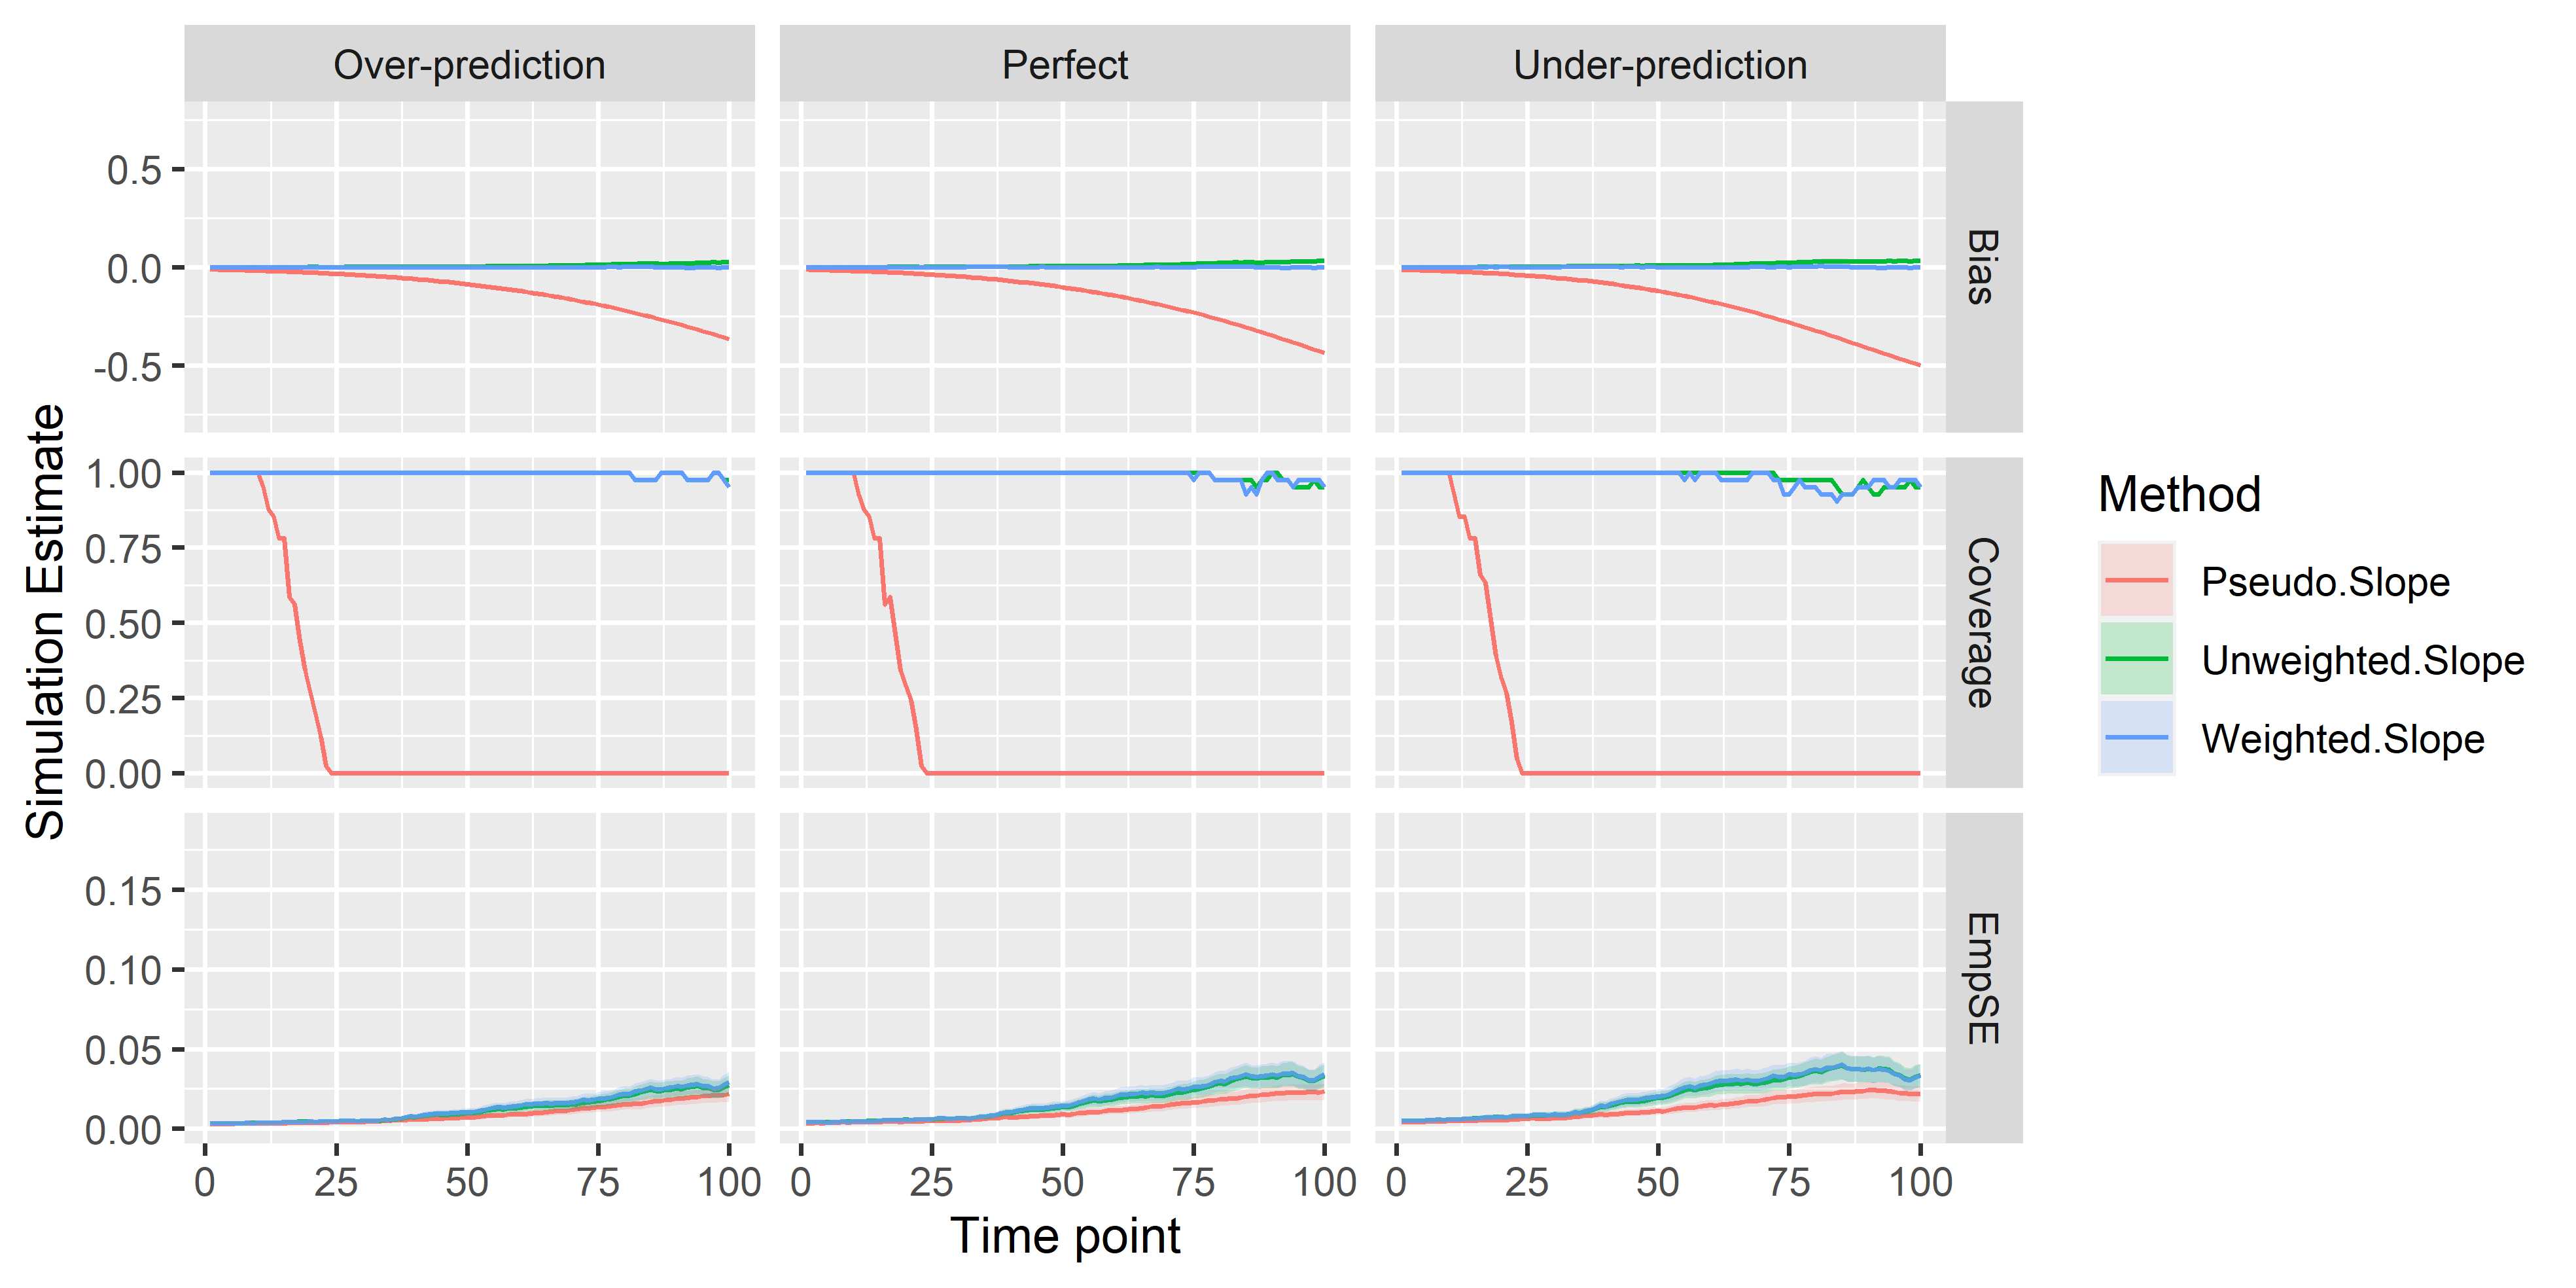 Over-prediction
Perfect
Under-prediction
0.5
0.0
-0.5
Bias
1.00
0.75
0.50
0.25
0.00
Coverage
0.15
0.10
0.05
0.00
EmpSE
0 25 50 75 100
0 25 50 75 100
0 25 50 75 100
Time point
Simulation Estimate
Method
Pseudo.Slope
Unweighted.Slope
Weighted.Slope